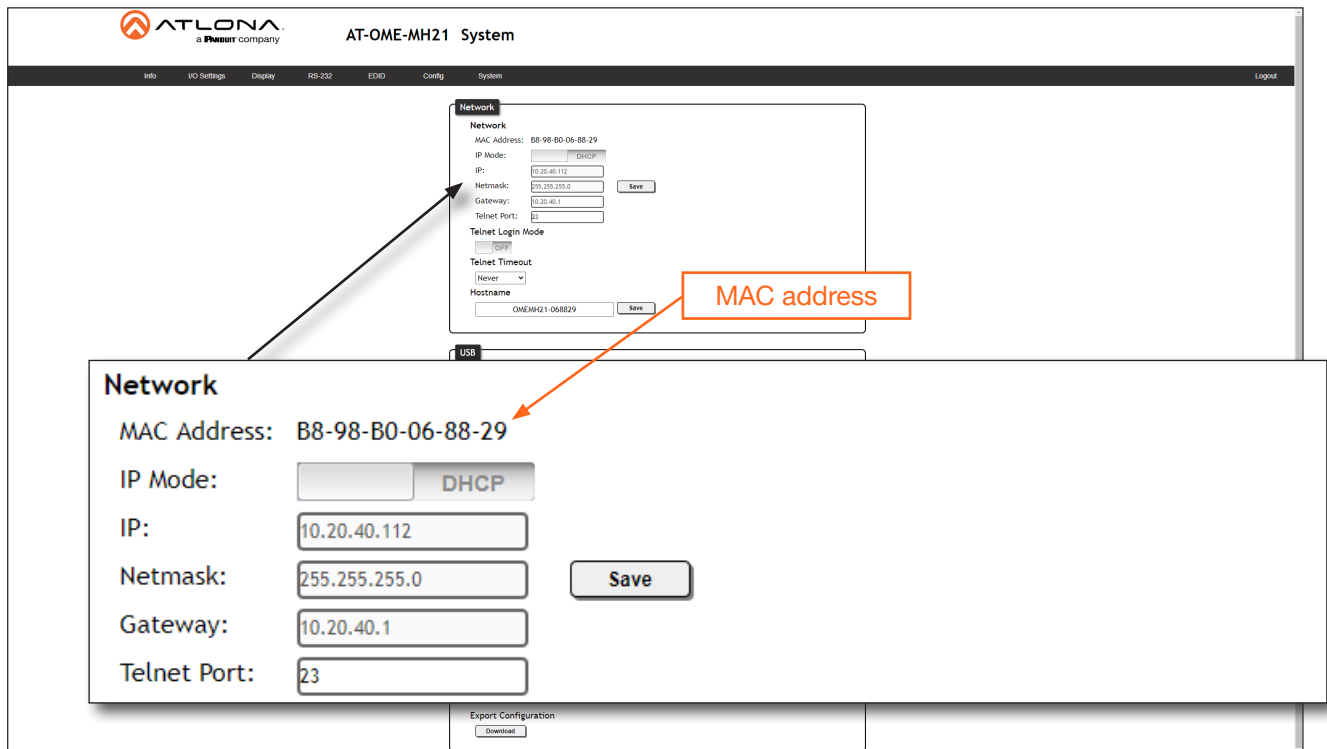 ATLONA.
a PANDUIT company
AT-OME-MH21 System
Info I/O Settings Display RS-232 EDID Config System Logout
Network
Network
MAC Address: B8-98-B0-06-88-29
IP Mode: DHCP
IP: 10.20.40.112
Netmask: 255.255.255.0 Save
Gateway: 10.20.40.1
Telnet Port: 23
Telnet Login Mode
OFF
Telnet Timeout
Never
Hostname
OMEMH21-068829 Save
MAC address
USB
Network
MAC Address: B8-98-B0-06-88-29
IP Mode: DHCP
IP: 10.20.40.112
Netmask: 255.255.255.0 Save
Gateway: 10.20.40.1
Telnet Port: 23
Export Configuration
Download